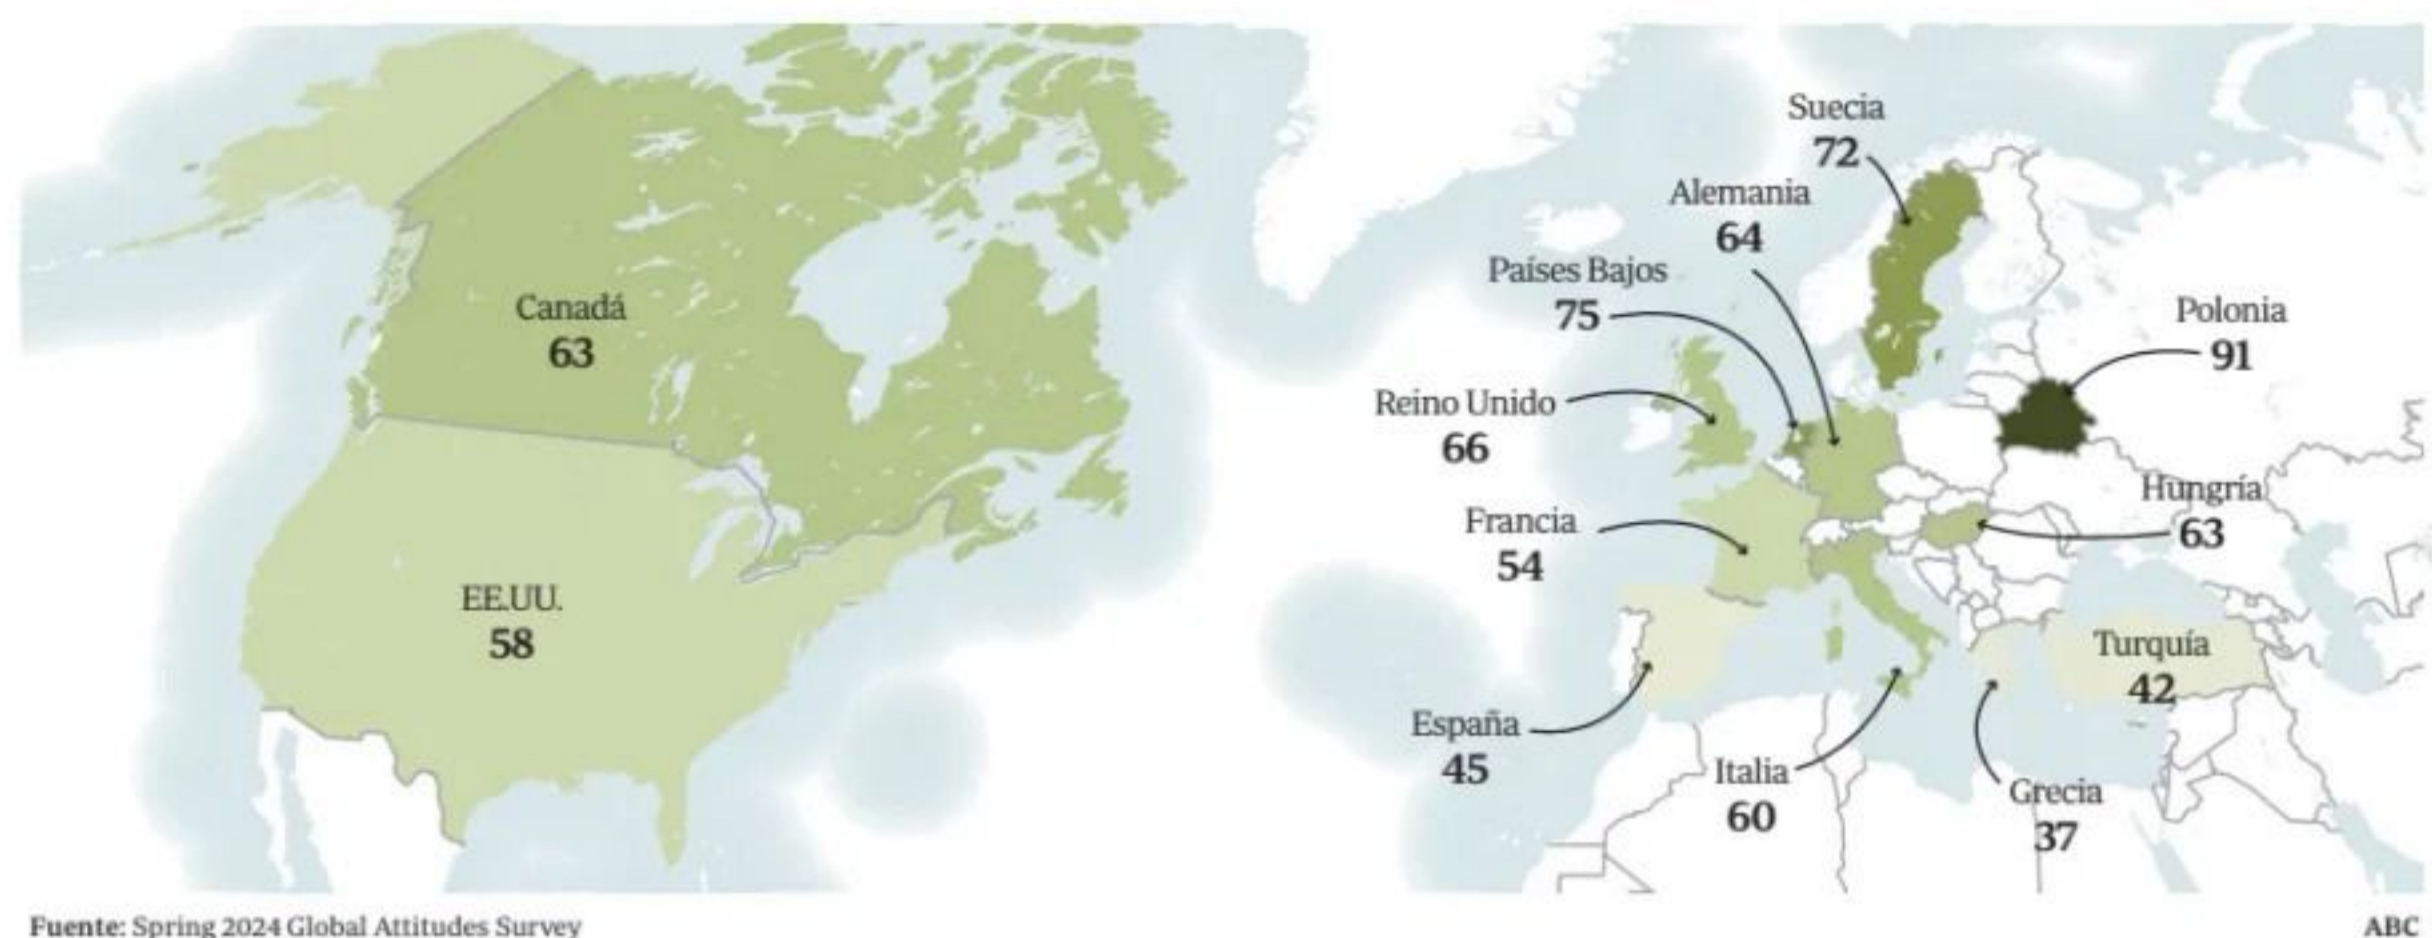 Canadá
63
EE.UU.
58
Suecia
72
Alemania
64
Países Bajos
75
Polonia
91
Reino Unido
66
Hungría
63
Francia
54
Turquía
42
España
45
Italia
60
Grecia
37
Fuente: Spring 2024 Global Attitudes Survey
ABC